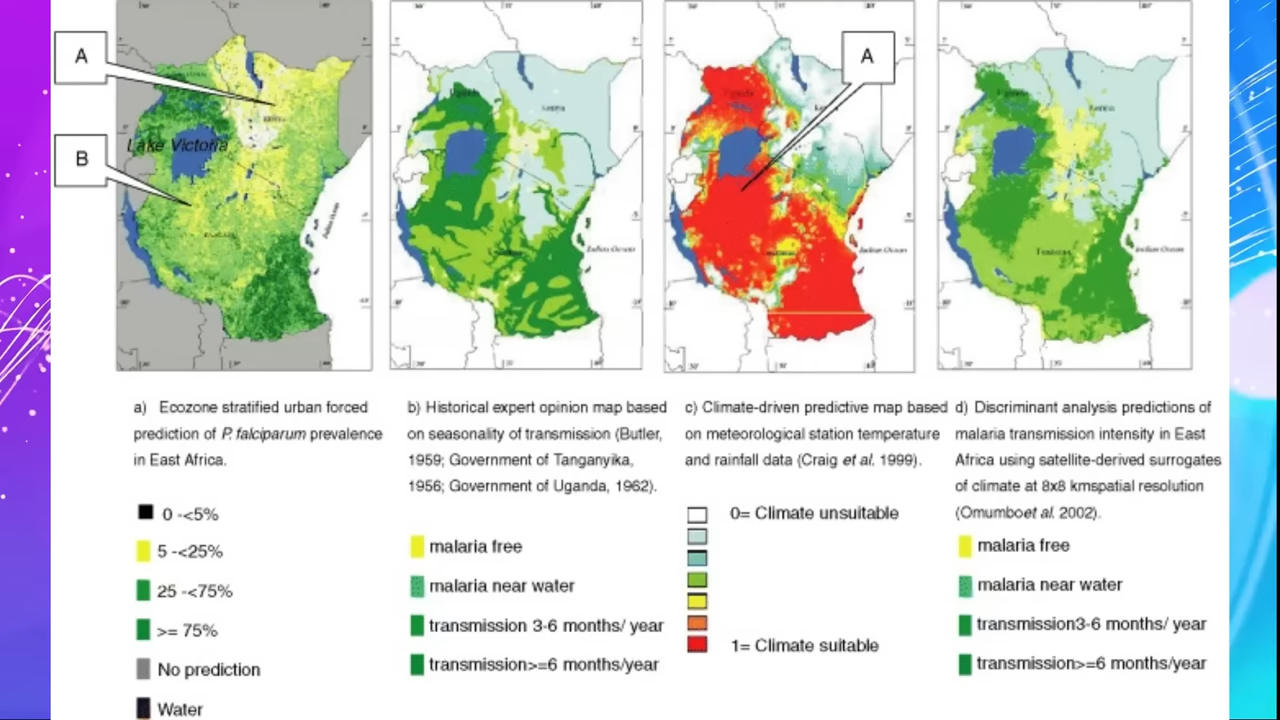 A
B
Lake Victoria
A
Indian Ocean
Indian Ocean
Indian Ocean
Kenya
Kenya
Tanzania
a) Ecozone stratified urban forced
prediction of P. falciparum prevalence
in East Africa.
0 -<5%
5 -<25%
25 -<75%
>= 75%
No prediction
Water
b) Historical expert opinion map based
on seasonality of transmission (Butler,
1959; Government of Tanganyika,
1956; Government of Uganda, 1962).
malaria free
malaria near water
transmission 3-6 months/ year
transmission>=6 months/year
c) Climate-driven predictive map based
on meteorological station temperature
and rainfall data (Craig et al. 1999).
0= Climate unsuitable
1= Climate suitable
d) Discriminant analysis predictions of
malaria transmission intensity in East
Africa using satellite-derived surrogates
of climate at 8x8 kmspatial resolution
(Omumboet al. 2002).
malaria free
malaria near water
transmission3-6 months/ year
transmission>=6 months/year